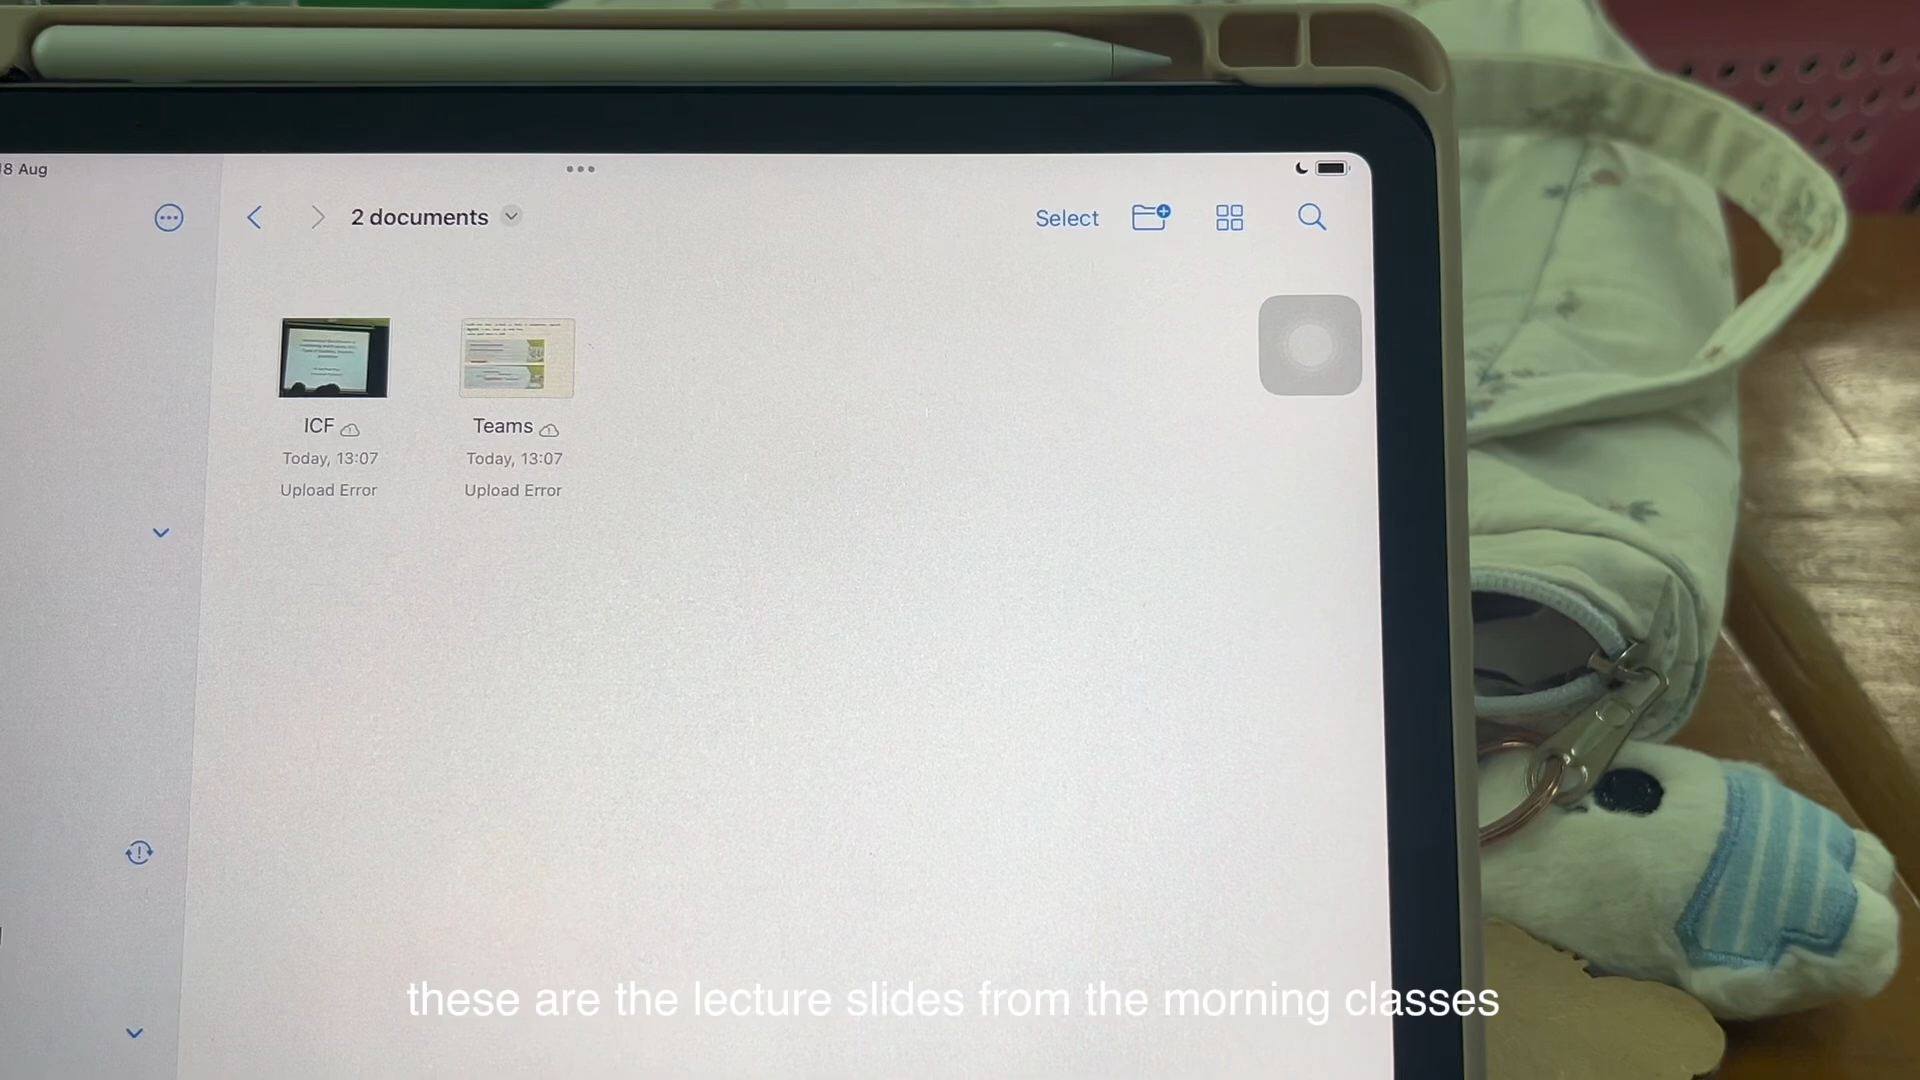 18 Aug
2 documents
Select
ICF
Teams
Today, 13:07
Today, 13:07
Upload Error
Upload Error
these are the lecture slides from the morning classes